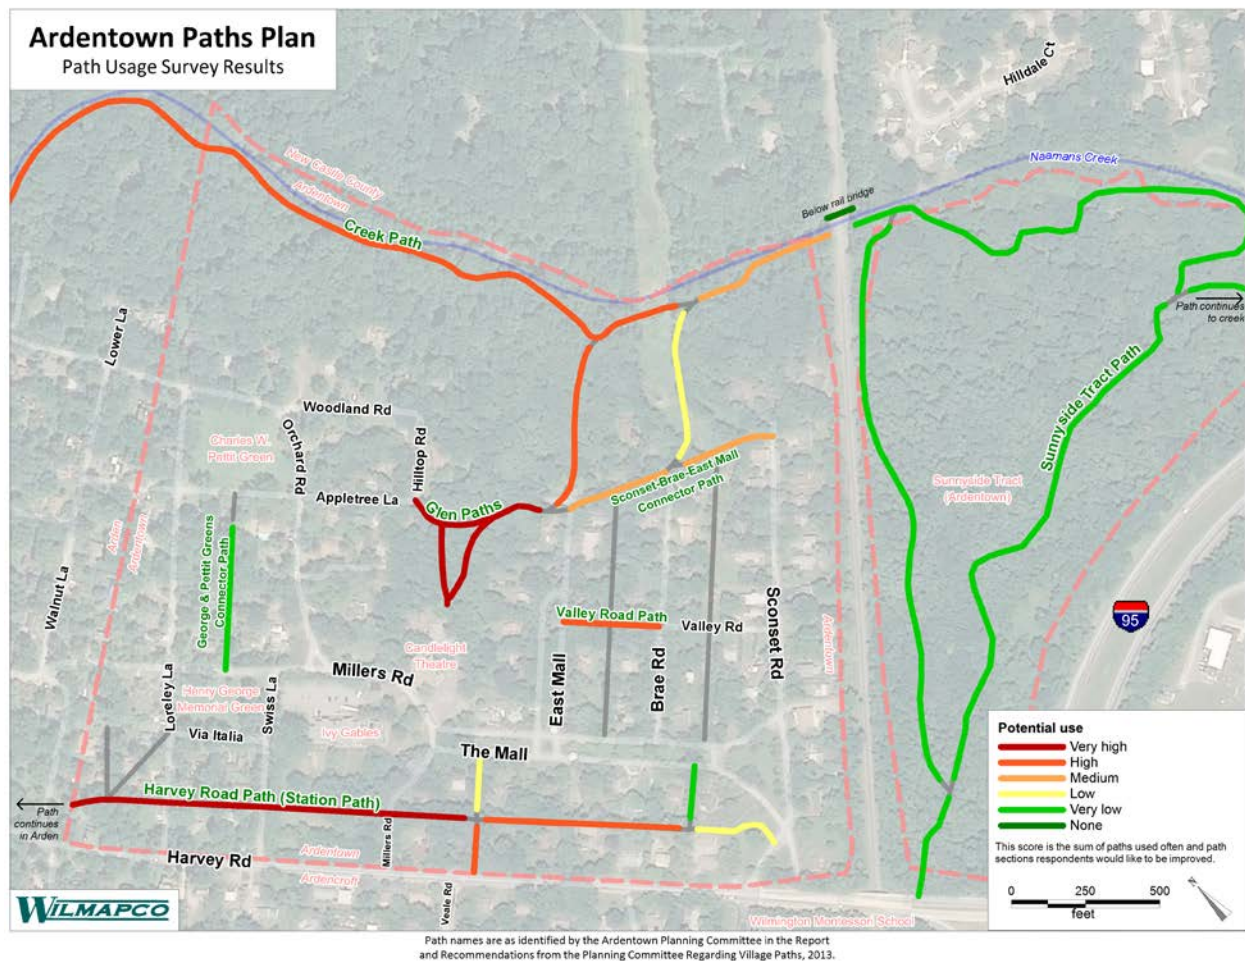 Ardentown Paths Plan
Path Usage Survey Results
Hilldale Ct
New Castle County
Ardentown
Naamans Creek
Below rail bridge
Creek Path
Path continues
to creek
Lower La
Woodland Rd
Orchard Rd
Hilltop Rd
Charles W.
Pettit Green
Appletree La
Glen Paths
Sconset-Brae-East Mall
Connector Path
Sunnyside Tract Path
Sunnyside Tract
(Ardentown)
Arden
Ardentown
George & Pettit Greens
Connector Path
Walnut La
Valley Road Path
Valley Rd
Sconset Rd
Ardentown
95
Candlelight
Theatre
Millers Rd
East Mall
Brae Rd
Loreley La
Henry George
Memorial Green
Swiss La
Via Italia
Ivy Gables
The Mall
Harvey Road Path (Station Path)
Path
continues
in Arden
Millers Rd
Harvey Rd
Ardentown
Ardencroft
Veale Rd
Wilmington Montessori School
Potential use
Very high
High
Medium
Low
Very low
None
This score is the sum of paths used often and path
sections respondents would like to be improved.
0 250 500
feet
N
WILMAPCO
Path names are as identified by the Ardentown Planning Committee in the Report
and Recommendations from the Planning Committee Regarding Village Paths, 2013.